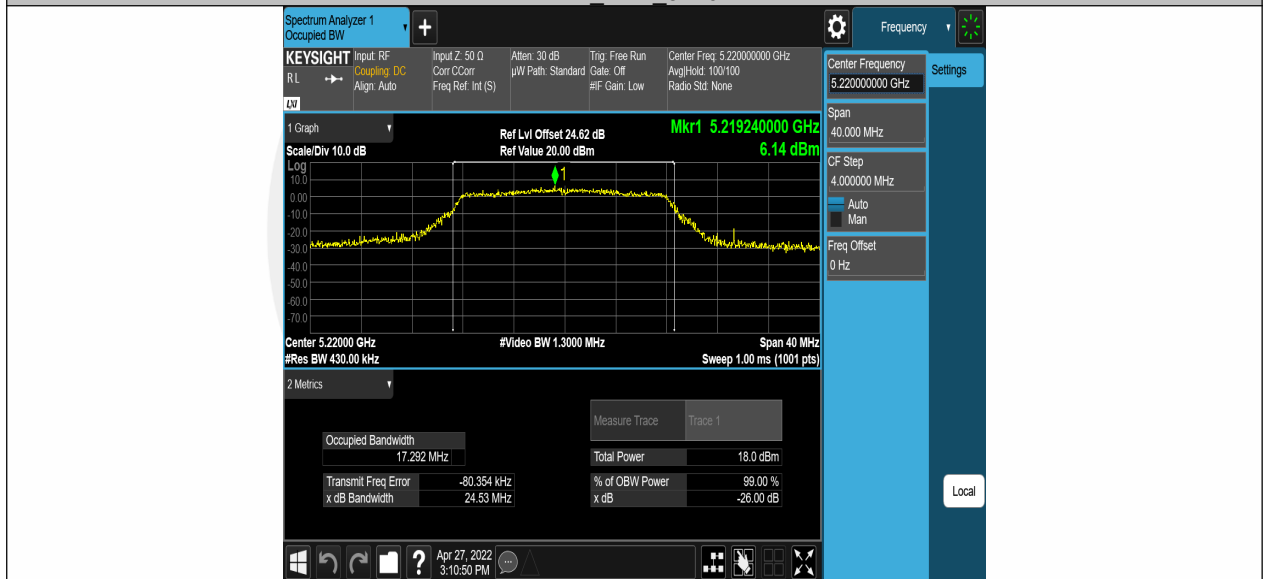 Spectrum Analyzer 1
Occupied BW
+
Frequency
KEYSIGHT
RL
LXI
Input: RF
Coupling: DC
Align: Auto
Input Z: 50 Ω
Corr CCorr
Freq Ref: Int (S)
Atten: 30 dB
µW Path: Standard
Trig: Free Run
Gate: Off
#IF Gain: Low
Center Freq: 5.220000000 GHz
Avg|Hold: 100/100
Radio Std: None
Center Frequency
5.220000000 GHz
Settings
Span
40.000 MHz
CF Step
4.000000 MHz
Auto
Man
Freq Offset
0 Hz
Local
1 Graph
Scale/Div 10.0 dB
Ref Lvl Offset 24.62 dB
Ref Value 20.00 dBm
Mkr1 5.219240000 GHz
6.14 dBm
Log
1
10.0
0.00
-10.0
-20.0
-30.0
-40.0
-50.0
-60.0
-70.0
Center 5.22000 GHz
#Video BW 1.3000 MHz
Span 40 MHz
#Res BW 430.00 kHz
Sweep 1.00 ms (1001 pts)
2 Metrics
Measure Trace Trace 1
Occupied Bandwidth
17.292 MHz
Total Power 18.0 dBm
Transmit Freq Error -80.354 kHz
% of OBW Power 99.00 %
x dB Bandwidth 24.53 MHz
x dB -26.00 dB
?
Apr 27, 2022
3:10:50 PM